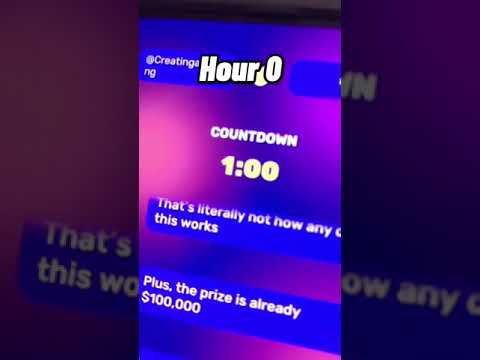 @Creatinga
ng
Hour 0
COUNTDOWN
1:00
That's literally not how any
this works
That's
this wo
ow any
Plus, the prize is already
$100,000